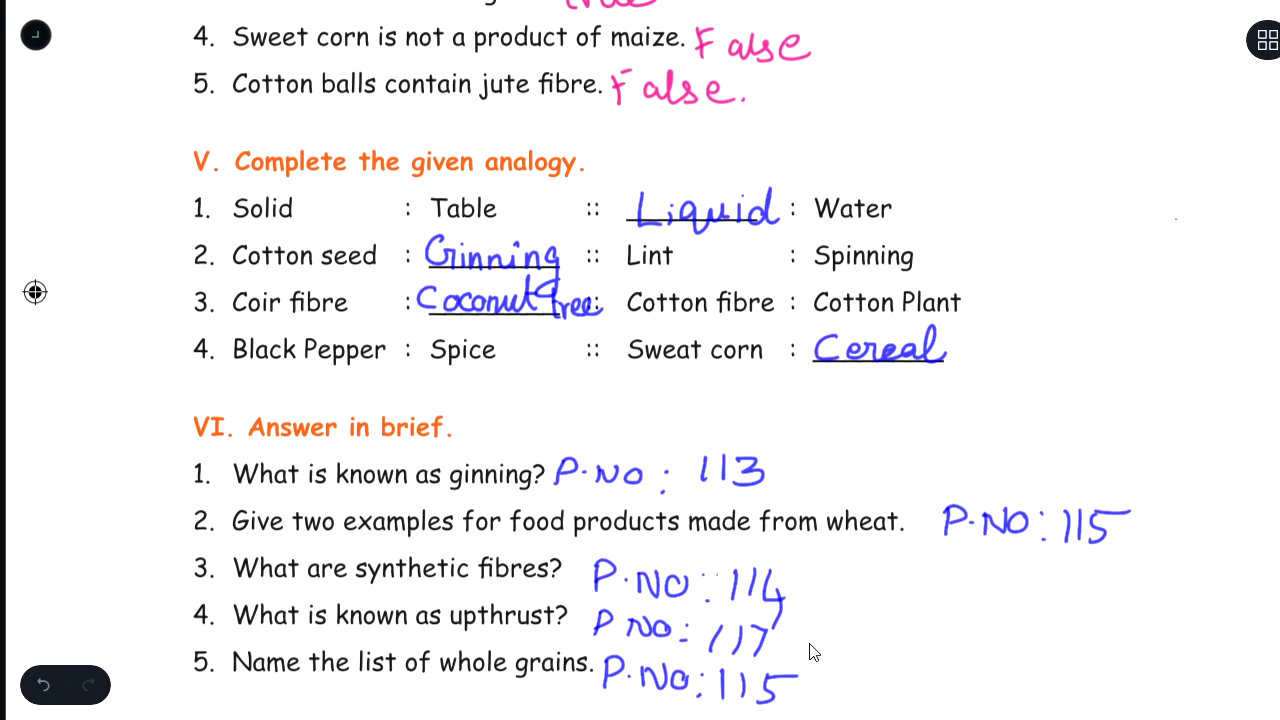 true
4. Sweet corn is not a product of maize. False
5. Cotton balls contain jute fibre. False.
V. Complete the given analogy.
1. Solid : Table :: Liquid : Water
2. Cotton seed : Ginning :: Lint : Spinning
3. Coir fibre : Coconut tree :: Cotton fibre : Cotton Plant
4. Black Pepper : Spice :: Sweat corn : Cereal
VI. Answer in brief.
1. What is known as ginning? P.NO : 113
2. Give two examples for food products made from wheat. P.NO : 115
3. What are synthetic fibres? P.NO : 114
4. What is known as upthrust? P NO : 117
5. Name the list of whole grains. P.NO : 115